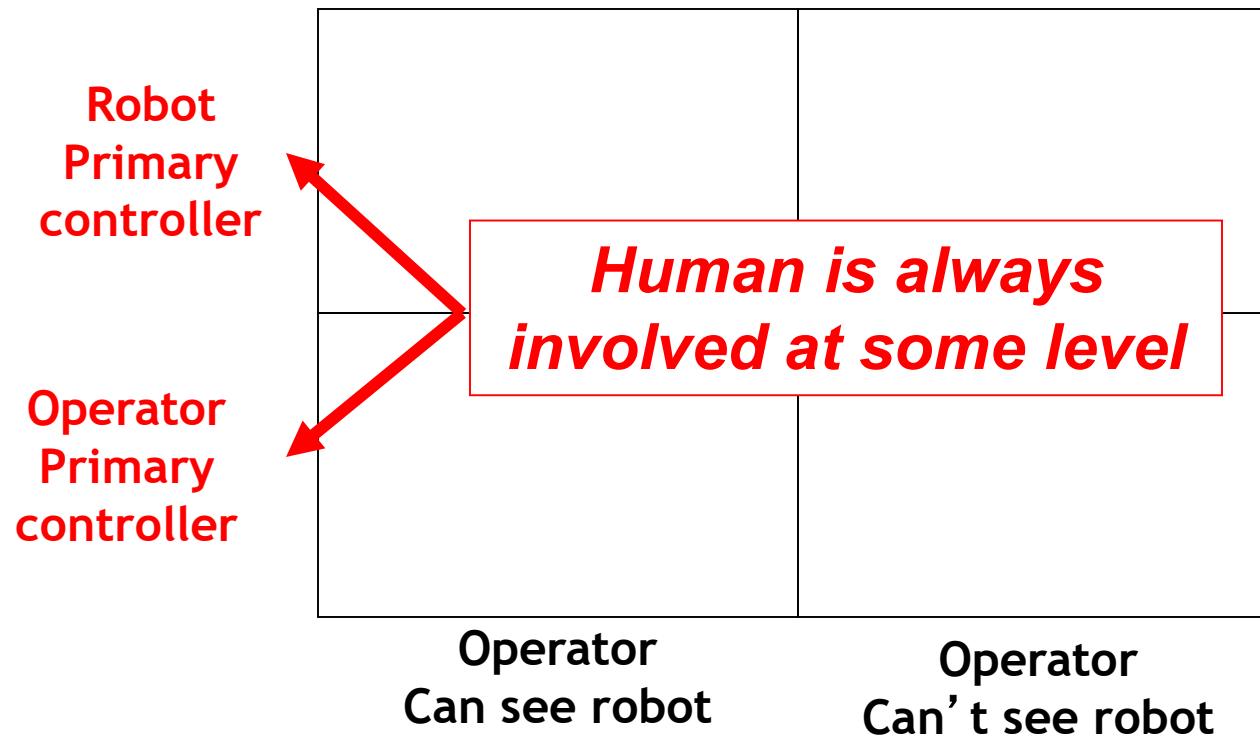 Robot
Primary
controller
Human is always
involved at some level
Operator
Primary
controller
Operator
Can see robot
Operator
Can’t see robot